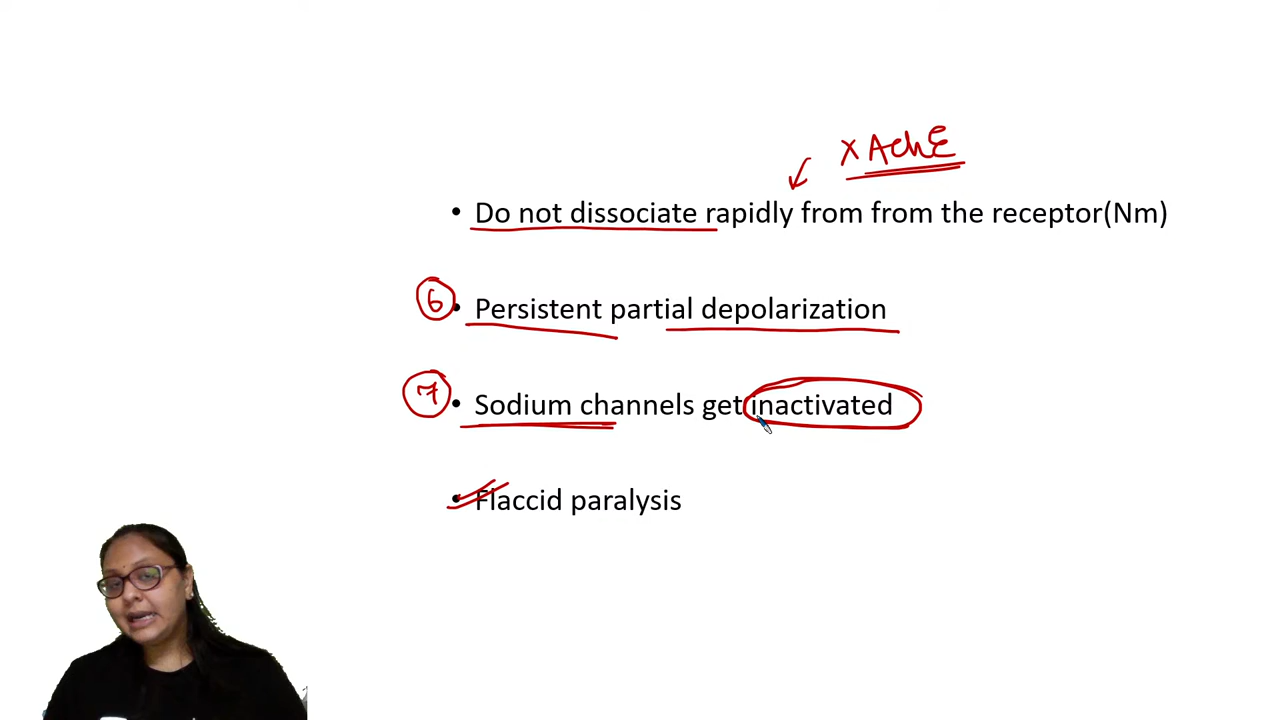 X AChE
• Do not dissociate rapidly from from the receptor(Nm)
6 • Persistent partial depolarization
7 • Sodium channels get inactivated
• Flaccid paralysis